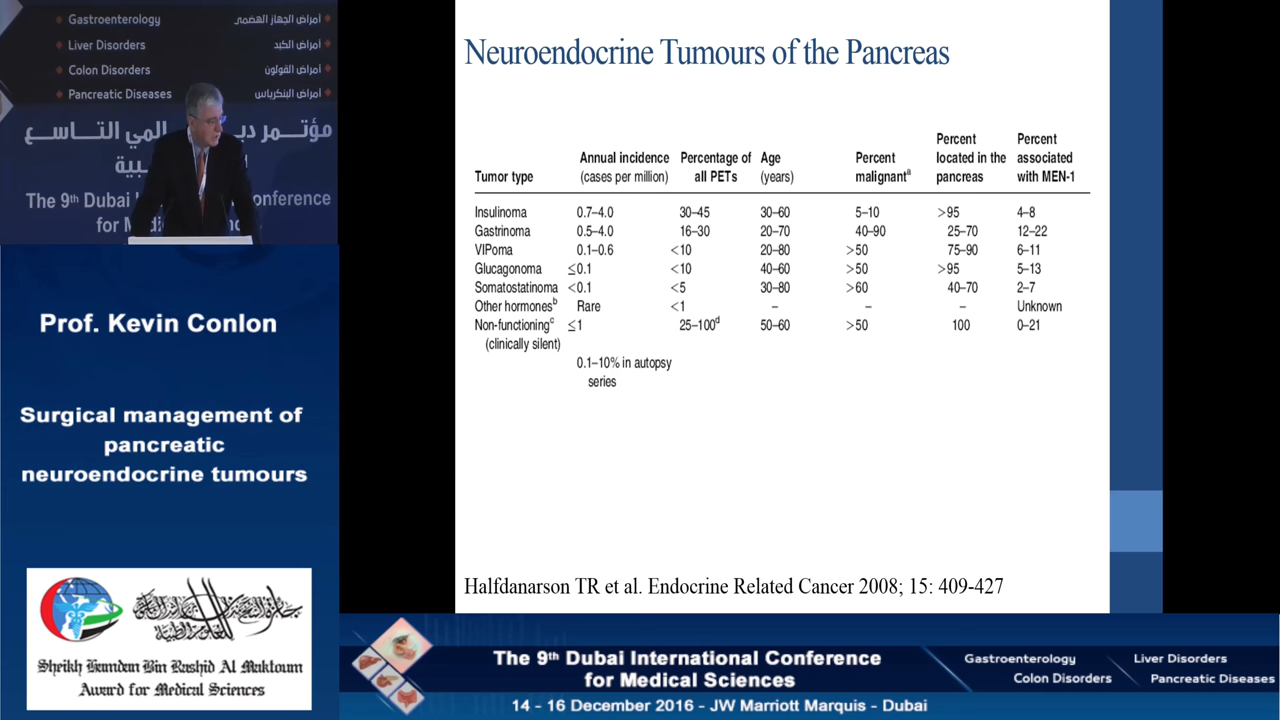 Gastroenterology أمراض الجهاز الهضمي
Liver Disorders أمراض الكبد
Colon Disorders أمراض القولون
Pancreatic Diseases أمراض البنكرياس
مؤتمر التاسع
The 9th Dubai
for M
Prof. Kevin Conlon
Surgical management of
pancreatic
neuroendocrine tumours
Sheikh Hamdan Bin Rashid Al Maktoum
Award for Medical Sciences
Neuroendocrine Tumours of the Pancreas
Tumor type Annual incidence (cases per million) Percentage of all PETs Age (years) Percent malignantᵃ Percent located in the pancreas Percent associated with MEN-1
Insulinoma 0.7–4.0 30–45 30–60 5–10 >95 4–8
Gastrinoma 0.5–4.0 16–30 20–70 40–90 25–70 12–22
VIPoma 0.1–0.6 <10 20–80 >50 75–90 6–11
Glucagonoma ≤0.1 <10 40–60 >50 >95 5–13
Somatostatinoma <0.1 <5 30–80 >60 40–70 2–7
Other hormonesᵇ Rare <1 – – – Unknown
Non-functioningᶜ ≤1 25–100ᵈ 50–60 >50 100 0–21
(clinically silent)
0.1–10% in autopsy
series
Halfdanarson TR et al. Endocrine Related Cancer 2008; 15: 409-427
The 9th Dubai International Conference
for Medical Sciences
Gastroenterology Liver Disorders
Colon Disorders Pancreatic Diseases
14 - 16 December 2016 - JW Marriott Marquis - Dubai